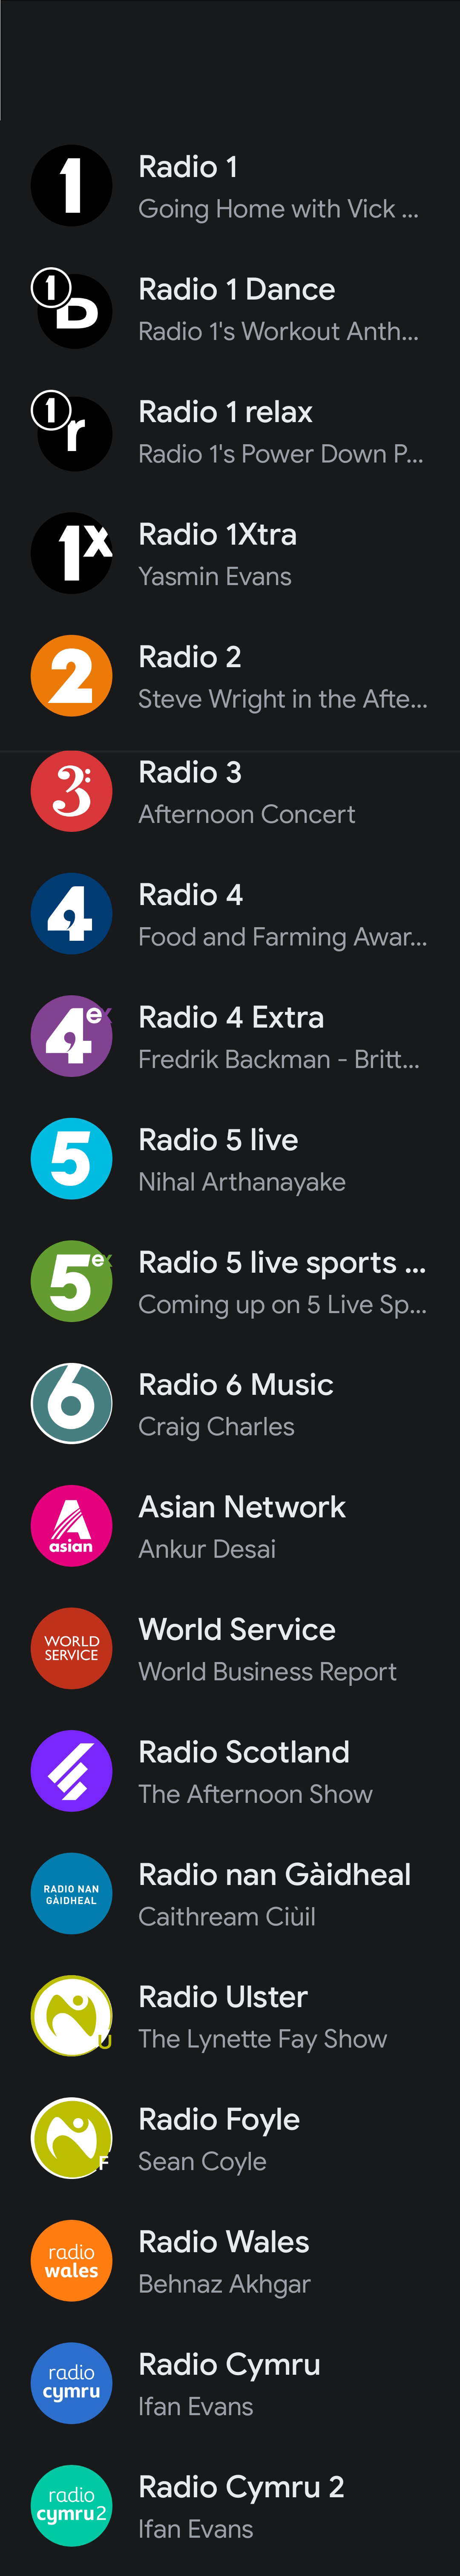 1
Radio 1
Going Home with Vick ...
1
D
Radio 1 Dance
Radio 1's Workout Anth...
1
r
Radio 1 relax
Radio 1's Power Down P...
1X
Radio 1Xtra
Yasmin Evans
2
Radio 2
Steve Wright in the Afte...
3
Radio 3
Afternoon Concert
4
Radio 4
Food and Farming Awar...
4ex
Radio 4 Extra
Fredrik Backman - Britt...
5
Radio 5 live
Nihal Arthanayake
5ex
Radio 5 live sports ...
Coming up on 5 Live Sp...
6
Radio 6 Music
Craig Charles
A
asian
Asian Network
Ankur Desai
WORLD
SERVICE
World Service
World Business Report
Radio Scotland
The Afternoon Show
RADIO NAN
GÀIDHEAL
Radio nan Gàidheal
Caithream Ciùil
U
Radio Ulster
The Lynette Fay Show
F
Radio Foyle
Sean Coyle
radio
wales
Radio Wales
Behnaz Akhgar
radio
cymru
Radio Cymru
Ifan Evans
radio
cymru 2
Radio Cymru 2
Ifan Evans